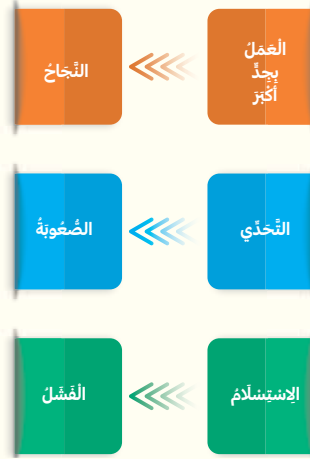 الْعَمَلُ
بِجِدٍّ
أَكْبَرَ
النَّجَاحُ
التَّحَدِّي
الصُّعُوبَةُ
الِاسْتِسْلَامُ
الْفَشَلُ